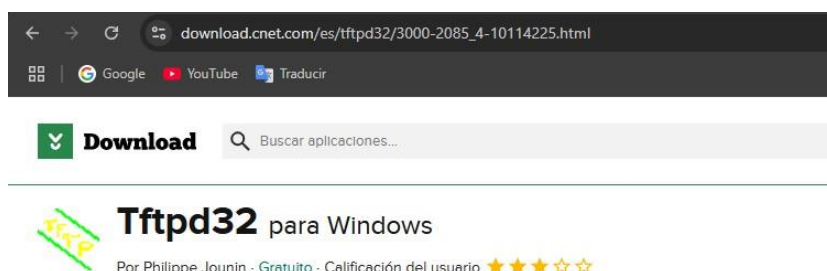 download.cnet.com/es/tftpd32/3000-2085_4-10114225.html
Google YouTube Traducir
Download Buscar aplicaciones...
TFTP
Tftpd32 para Windows
Por Philippe Jounin · Gratuito · Calificación del usuario